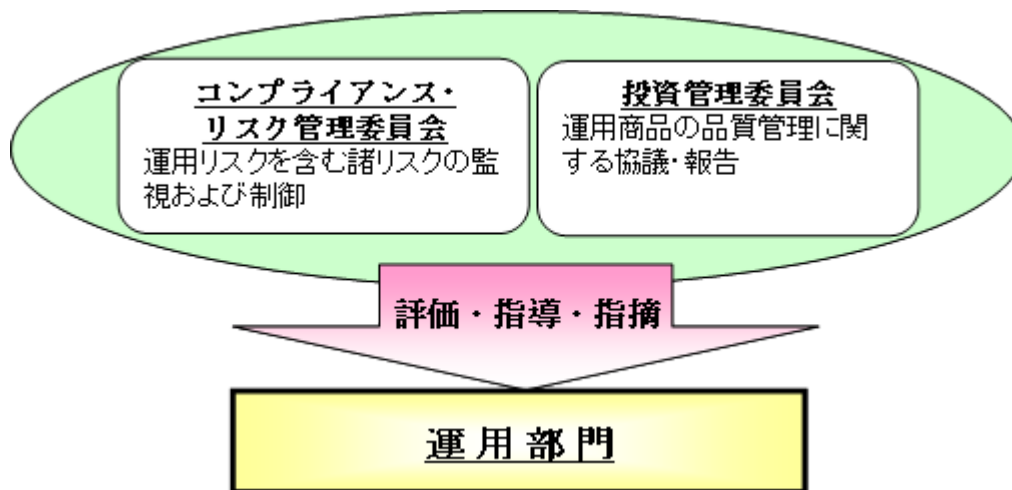 コンプライアンス・
リスク管理委員会
運用リスクを含む諸リスクの監
視および制御
投資管理委員会
運用商品の品質管理に関
する協議・報告
評価・指導・指摘
運用部門